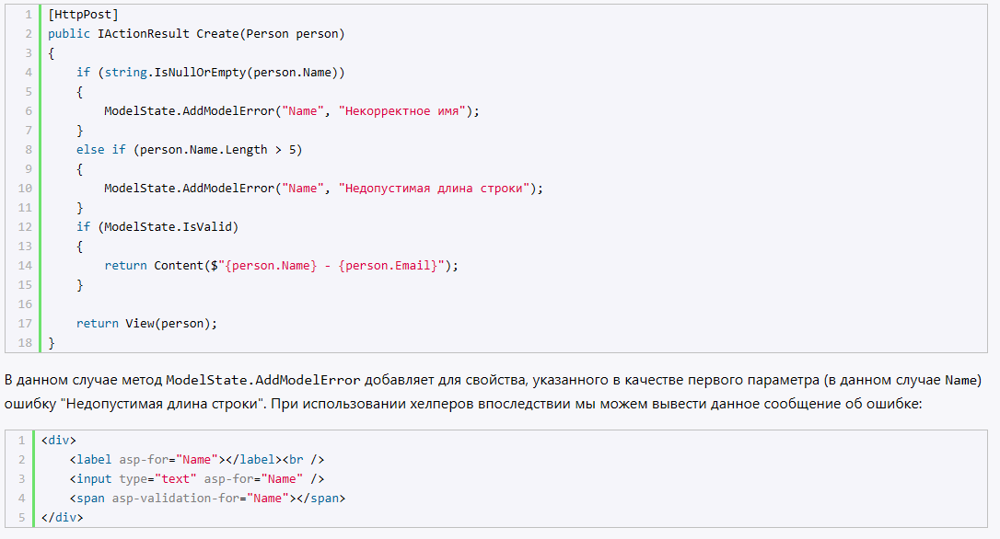 1 [HttpPost]
2 public IActionResult Create(Person person)
3 {
4     if (string.IsNullOrEmpty(person.Name))
5     {
6         ModelState.AddModelError("Name", "Некорректное имя");
7     }
8     else if (person.Name.Length > 5)
9     {
10         ModelState.AddModelError("Name", "Недопустимая длина строки");
11     }
12     if (ModelState.IsValid)
13     {
14         return Content($"{person.Name} - {person.Email}");
15     }
16
17     return View(person);
18 }
В данном случае метод ModelState.AddModelError добавляет для свойства, указанного в качестве первого параметра (в данном случае Name)
ошибку "Недопустимая длина строки". При использовании хелперов впоследствии мы можем вывести данное сообщение об ошибке:
1 <div>
2     <label asp-for="Name"></label><br />
3     <input type="text" asp-for="Name" />
4     <span asp-validation-for="Name"></span>
5 </div>